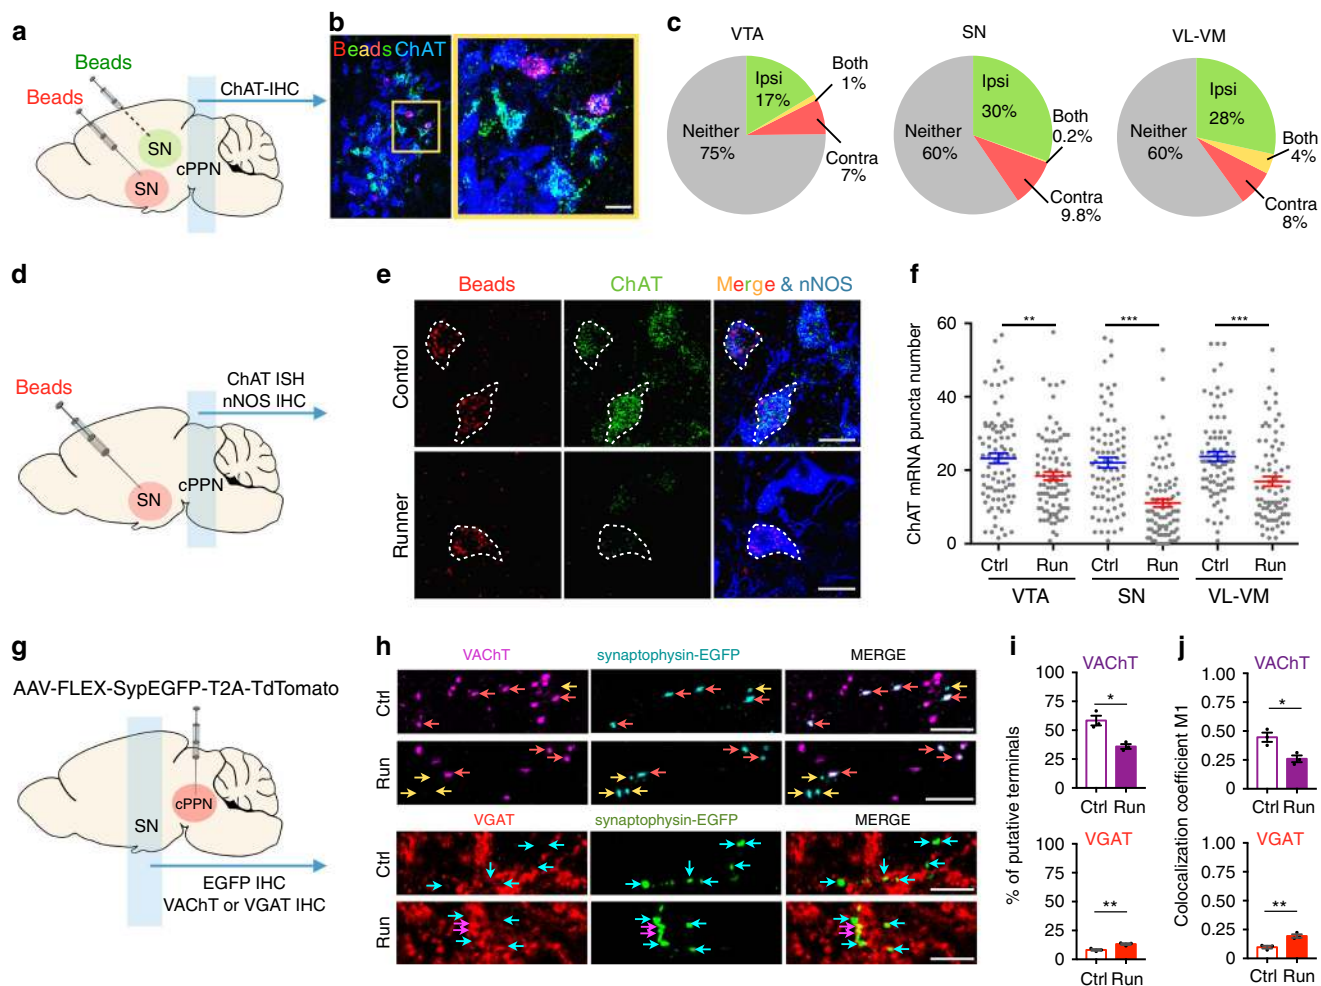 a
Beads
Beads
ChAT-IHC
SN
cPPN
SN
b
Beads ChAT
c
VTA
Ipsi
17%
Both
1%
Neither
75%
Contra
7%
SN
Ipsi
30%
Both
0.2%
Neither
60%
Contra
9.8%
VL-VM
Ipsi
28%
Both
4%
Neither
60%
Contra
8%
d
Beads
ChAT ISH
nNOS IHC
cPPN
SN
e
Beads
ChAT
Merge & nNOS
Control
Runner
f
ChAT mRNA puncta number
60
40
20
0
**
***
***
Ctrl Run Ctrl Run Ctrl Run
VTA SN VL-VM
g
AAV-FLEX-SypEGFP-T2A-TdTomato
cPPN
SN
EGFP IHC
VAChT or VGAT IHC
h
VAChT synaptophysin-EGFP MERGE
Ctrl
Run
VGAT synaptophysin-EGFP MERGE
Ctrl
Run
i
VAChT
% of putative terminals
100
75
50
25
0
*
Ctrl Run
VGAT
100
75
50
25
0
**
Ctrl Run
j
VAChT
Colocalization coefficient M1
1.00
0.75
0.50
0.25
0
*
Ctrl Run
VGAT
1.00
0.75
0.50
0.25
0
**
Ctrl Run